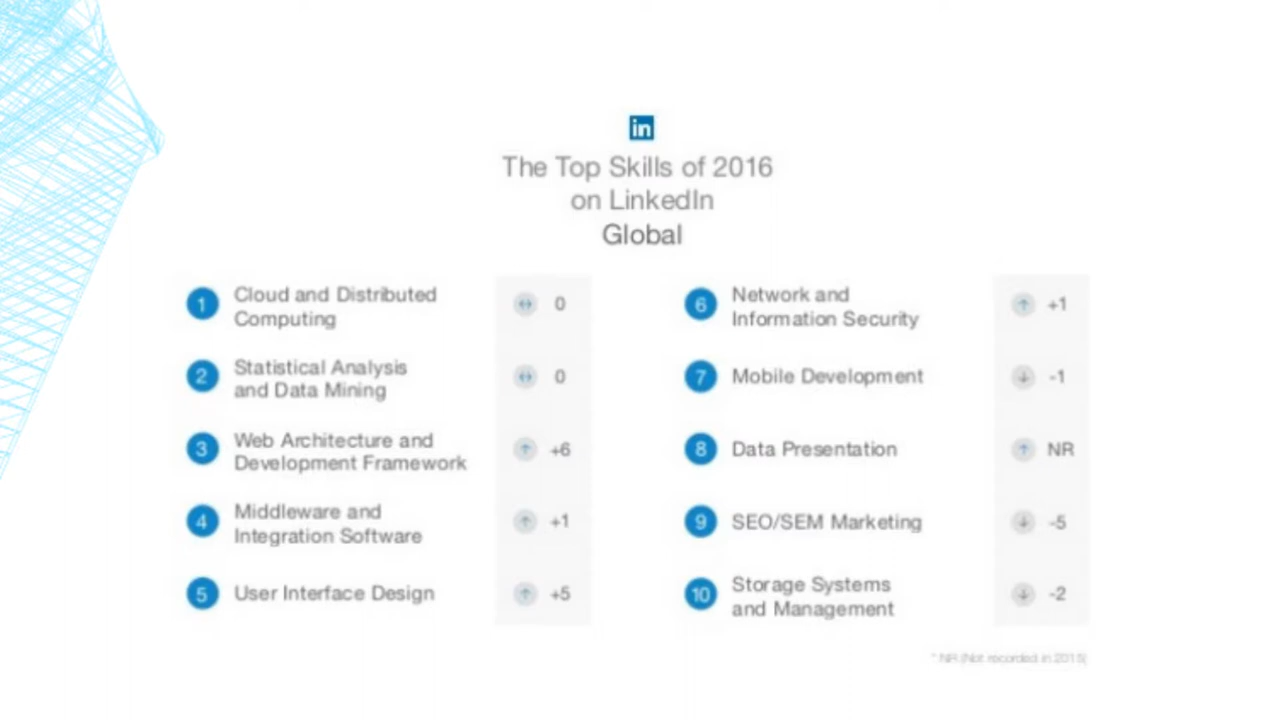 in
The Top Skills of 2016
on LinkedIn
Global
1 Cloud and Distributed
Computing
0
2 Statistical Analysis
and Data Mining
0
3 Web Architecture and
Development Framework
+6
4 Middleware and
Integration Software
+1
5 User Interface Design
+5
6 Network and
Information Security
+1
7 Mobile Development
-1
8 Data Presentation
NR
9 SEO/SEM Marketing
-5
10 Storage Systems
and Management
-2
* NR (Not recorded in 2015)